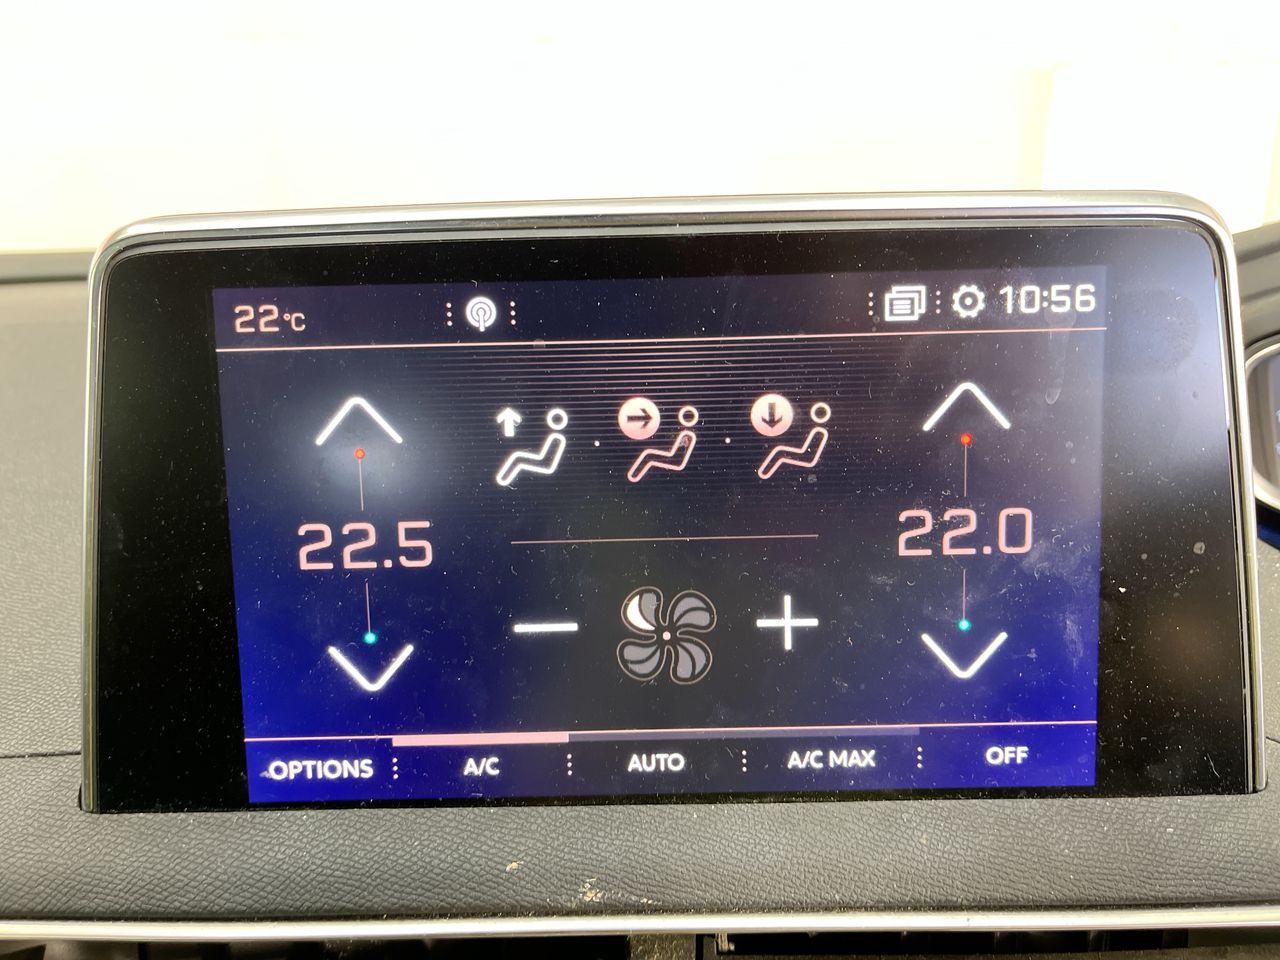 22°C 10:56
22.5 22.0
OPTIONS A/C AUTO A/C MAX OFF